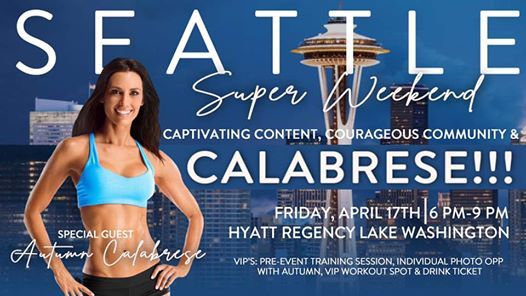 SEATTLE
Super Weekend
CAPTIVATING CONTENT, COURAGEOUS COMMUNITY &
CALABRESE!!!
FRIDAY, APRIL 17TH | 6 PM-9 PM
HYATT REGENCY LAKE WASHINGTON
SPECIAL GUEST
Autumn Calabrese
VIP'S: PRE-EVENT TRAINING SESSION, INDIVIDUAL PHOTO OPP
WITH AUTUMN, VIP WORKOUT SPOT & DRINK TICKET